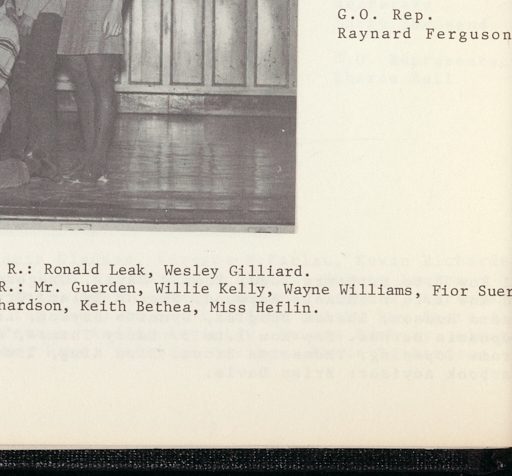 G.O. Rep.
Raynard Ferguson
R.: Ronald Leak, Wesley Gilliard.
R.: Mr. Guerden, Willie Kelly, Wayne Williams, Fior Suer
hardson, Keith Bethea, Miss Heflin.